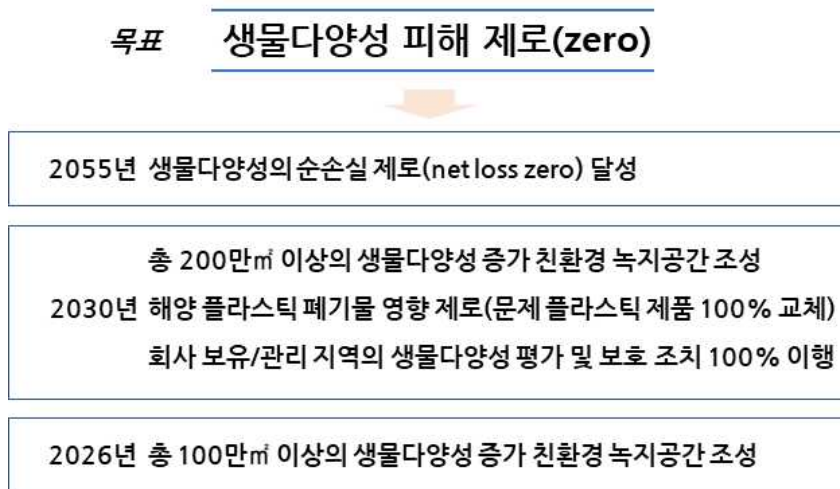 목표 생물다양성 피해 제로(zero)
2055년 생물다양성의 순손실 제로(net loss zero) 달성
총 200만㎡ 이상의 생물다양성 증가 친환경 녹지공간 조성
2030년 해양 플라스틱 폐기물 영향 제로(문제 플라스틱 제품 100% 교체)
회사 보유/관리 지역의 생물다양성 평가 및 보호 조치 100% 이행
2026년 총 100만㎡ 이상의 생물다양성 증가 친환경 녹지공간 조성